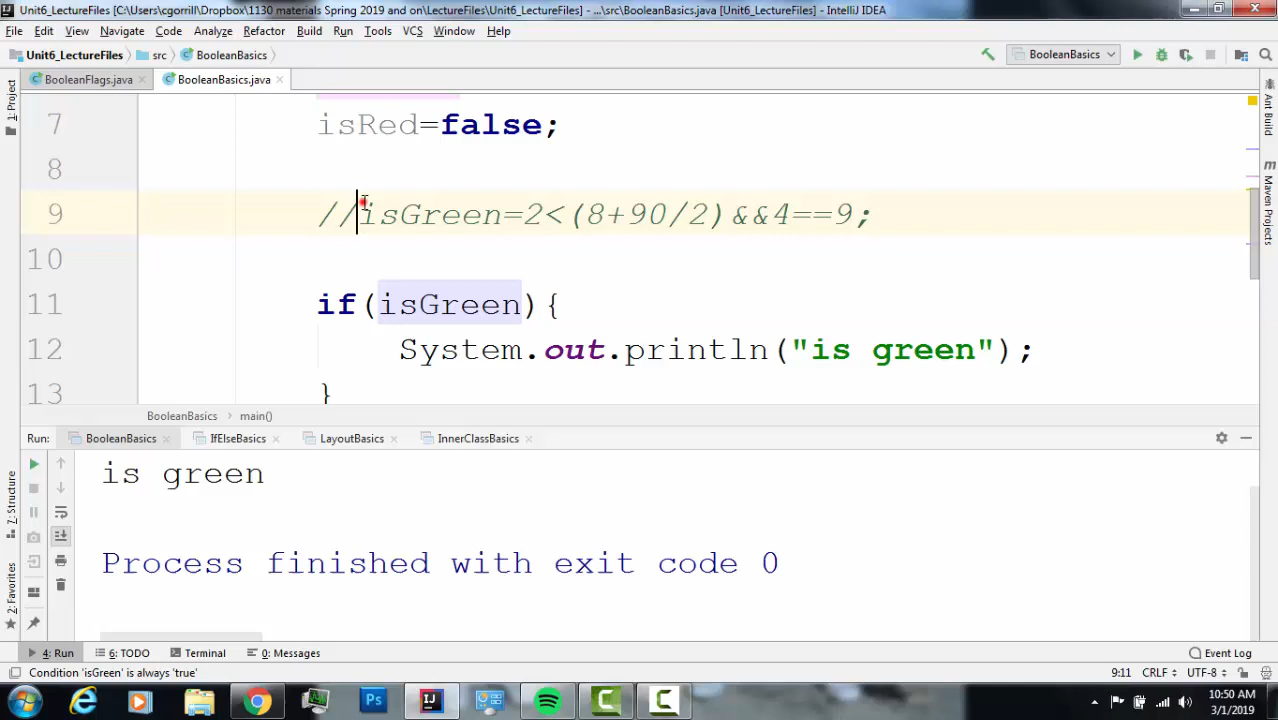 Unit6_LectureFiles [C:\Users\cgorrill\Dropbox\1130 materials Spring 2019 and on\LectureFiles\Unit6_LectureFiles] - ...\src\BooleanBasics.java [Unit6_LectureFiles] - IntelliJ IDEA
File Edit View Navigate Code Analyze Refactor Build Run Tools VCS Window Help
Unit6_LectureFiles src BooleanBasics BooleanBasics
BooleanFlags.java BooleanBasics.java
1: Project
Ant Build
Maven Projects
7 isRed=false;
8
9 //isGreen=2<(8+90/2)&&4==9;
10
11 if(isGreen){
12 System.out.println("is green");
13 }
BooleanBasics main()
Run: BooleanBasics IfElseBasics LayoutBasics InnerClassBasics
is green
Process finished with exit code 0
7: Structure
2: Favorites
4: Run 6: TODO Terminal 0: Messages Event Log
Condition 'isGreen' is always 'true' 9:11 CRLF UTF-8
Ps
10:50 AM
3/1/2019